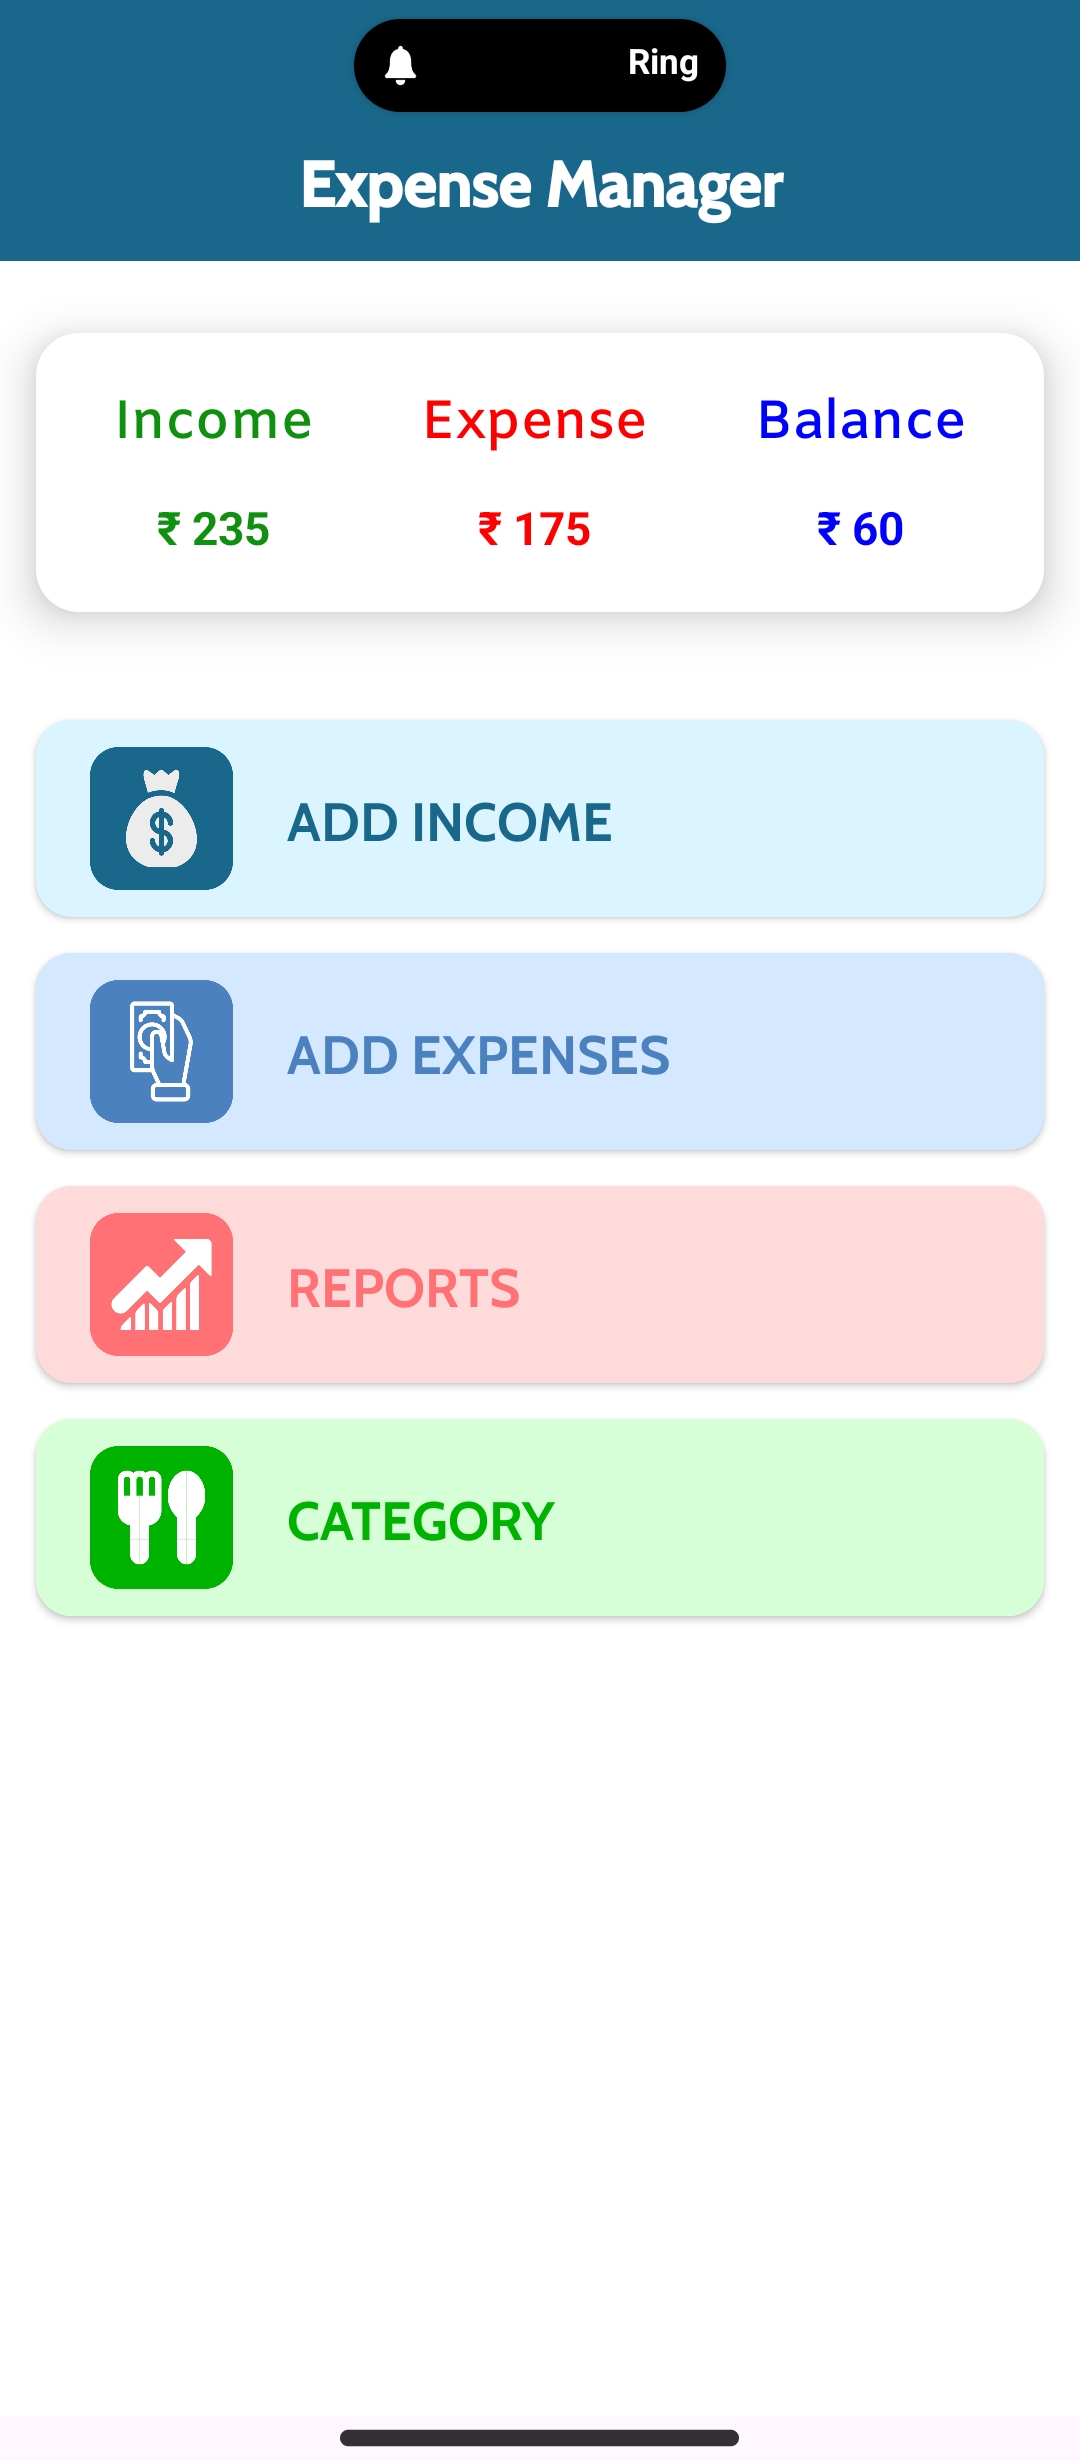 Ring
Expense Manager
Income Expense Balance
₹ 235 ₹ 175 ₹ 60
$ ADD INCOME
ADD EXPENSES
REPORTS
CATEGORY